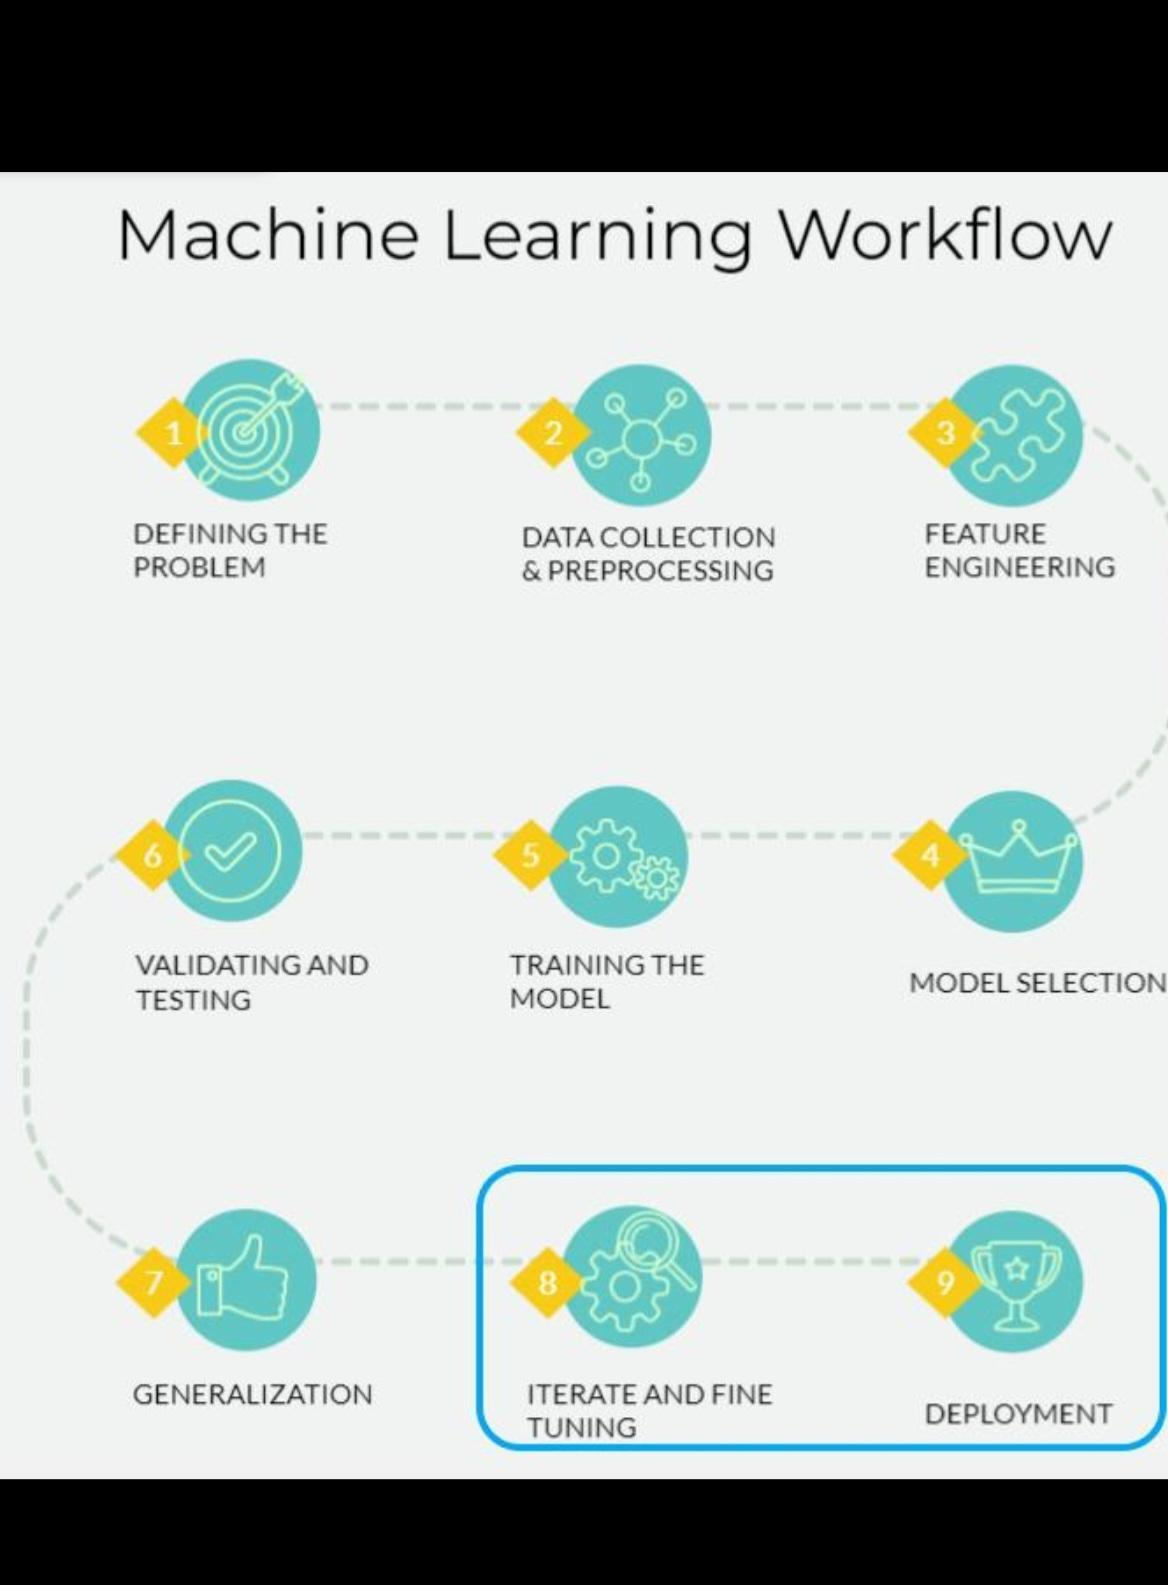 Machine Learning Workflow
1
DEFINING THE
PROBLEM
2
DATA COLLECTION
& PREPROCESSING
3
FEATURE
ENGINEERING
4
MODEL SELECTION
5
TRAINING THE
MODEL
6
VALIDATING AND
TESTING
7
GENERALIZATION
8
ITERATE AND FINE
TUNING
9
DEPLOYMENT